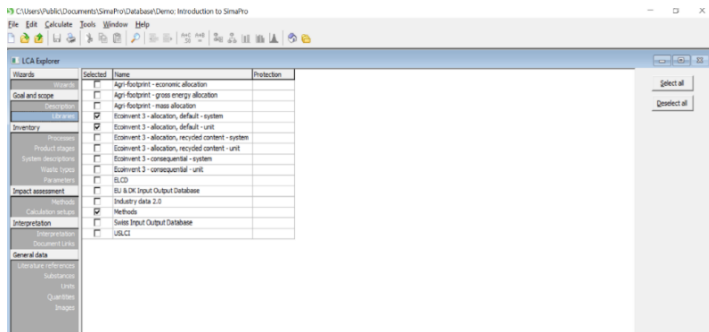 C:\Users\Public\Documents\SimaPro\Database\Demo: Introduction to SimaPro
File Edit Calculate Tools Window Help
LCA Explorer
Wizards
Wizards
Goal and scope
Description
Libraries
Inventory
Processes
Product stages
System descriptions
Waste types
Parameters
Impact assessment
Methods
Calculation setups
Interpretation
Interpretation
Document Links
General data
Literature references
Substances
Units
Quantities
Images
Selected Name Protection
Agri-footprint - economic allocation
Agri-footprint - gross energy allocation
Agri-footprint - mass allocation
Ecoinvent 3 - allocation, default - system
Ecoinvent 3 - allocation, default - unit
Ecoinvent 3 - allocation, recycled content - system
Ecoinvent 3 - allocation, recycled content - unit
Ecoinvent 3 - consequential - system
Ecoinvent 3 - consequential - unit
ELCD
EU & DK Input Output Database
Industry data 2.0
Methods
Swiss Input Output Database
USLCI
Select all
Deselect all